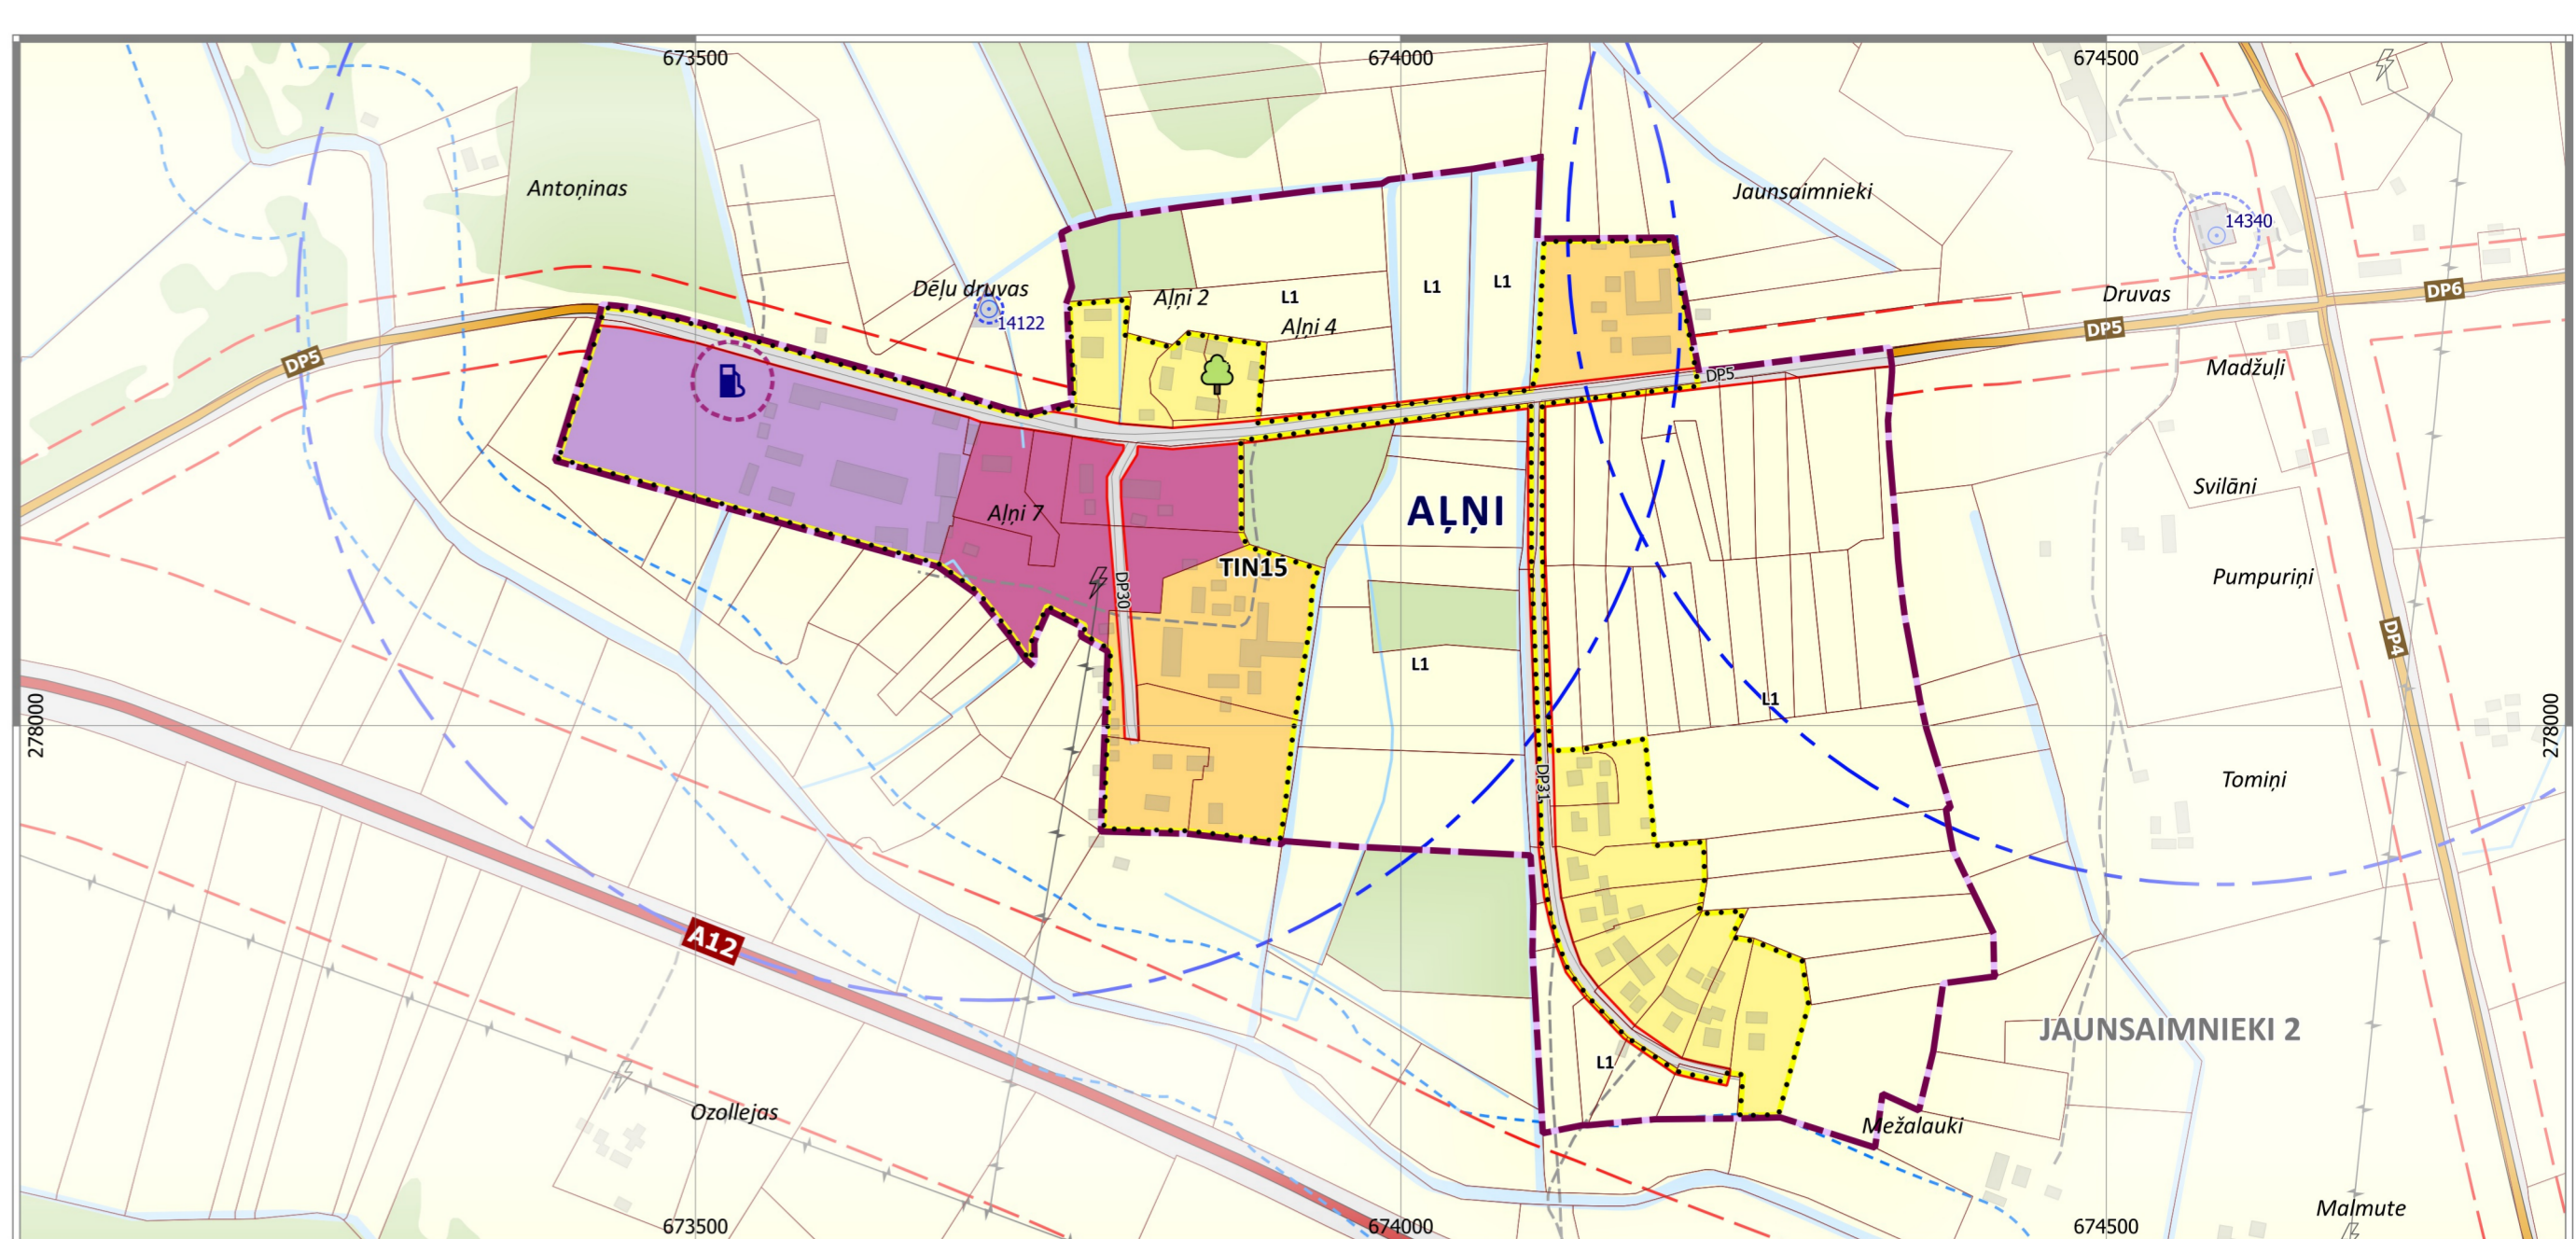 673500
674000
674500
Antoņinas
Jaunsaimnieki
14340
Dēļu druvas
Aļņi 2
L1
L1
L1
DP6
Druvas
14122
Aļņi 4
DP5
DP5
DP5
Madžuļi
Svilāni
Aļņi 7
AĻŅI
TIN15
Pumpuriņi
DP30
DP4
L1
L1
278000
278000
DP31
Tomiņi
A12
JAUNSAIMNIEKI 2
L1
Ozollejas
Mežalauki
Malmute
673500
674000
674500